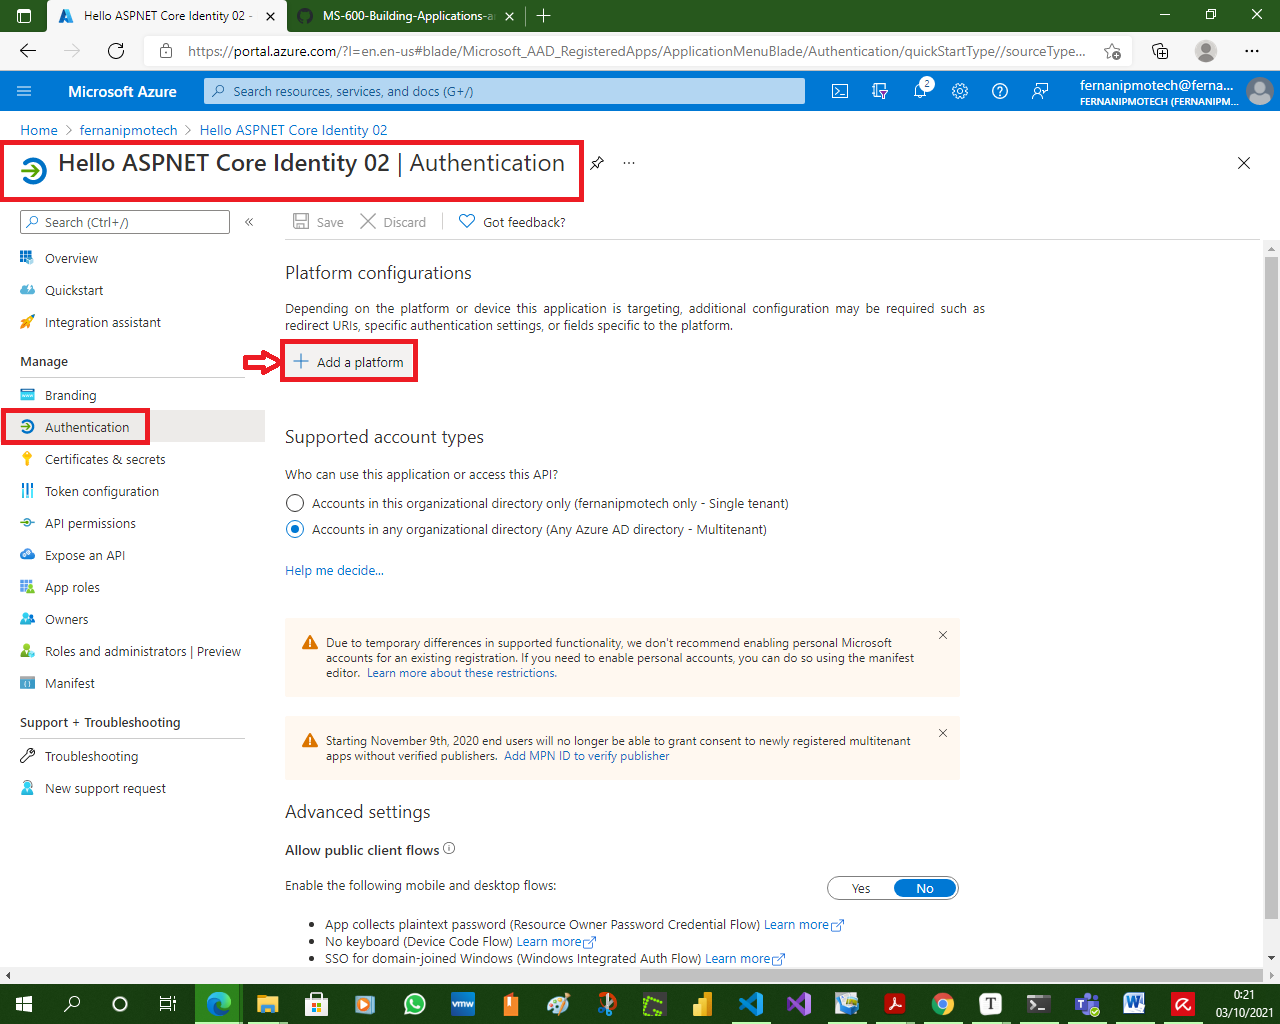 Hello ASPNET Core Identity 02 -
MS-600-Building-Applications-a
https://portal.azure.com/?l=en.en-us#blade/Microsoft_AAD_RegisteredApps/ApplicationMenuBlade/Authentication/quickStartType//sourceType...
Microsoft Azure
Search resources, services, and docs (G+/)
2
fernanipmotech@ferna...
FERNANIPMOTECH (FERNANIPM...
Home > fernanipmotech > Hello ASPNET Core Identity 02
Hello ASPNET Core Identity 02 | Authentication
Search (Ctrl+/)
«
Save
Discard
Got feedback?
Overview
Quickstart
Integration assistant
Manage
Branding
Authentication
Certificates & secrets
Token configuration
API permissions
Expose an API
App roles
Owners
Roles and administrators | Preview
Manifest
Support + Troubleshooting
Troubleshooting
New support request
Platform configurations
Depending on the platform or device this application is targeting, additional configuration may be required such as
redirect URIs, specific authentication settings, or fields specific to the platform.
+ Add a platform
Supported account types
Who can use this application or access this API?
Accounts in this organizational directory only (fernanipmotech only - Single tenant)
Accounts in any organizational directory (Any Azure AD directory - Multitenant)
Help me decide...
Due to temporary differences in supported functionality, we don't recommend enabling personal Microsoft
accounts for an existing registration. If you need to enable personal accounts, you can do so using the manifest
editor. Learn more about these restrictions.
Starting November 9th, 2020 end users will no longer be able to grant consent to newly registered multitenant
apps without verified publishers. Add MPN ID to verify publisher
Advanced settings
Allow public client flows
Enable the following mobile and desktop flows:
Yes
No
• App collects plaintext password (Resource Owner Password Credential Flow) Learn more
• No keyboard (Device Code Flow) Learn more
• SSO for domain-joined Windows (Windows Integrated Auth Flow) Learn more
vmw
T
0:21
03/10/2021